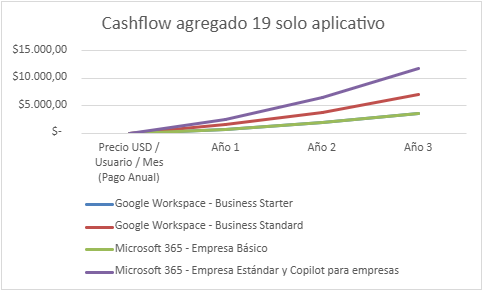 Cashflow agregado 19 solo aplicativo
$15.000,00
$10.000,00
$5.000,00
$-
Precio USD /
Usuario / Mes
(Pago Anual)
Año 1
Año 2
Año 3
Google Workspace - Business Starter
Google Workspace - Business Standard
Microsoft 365 - Empresa Básico
Microsoft 365 - Empresa Estándar y Copilot para empresas